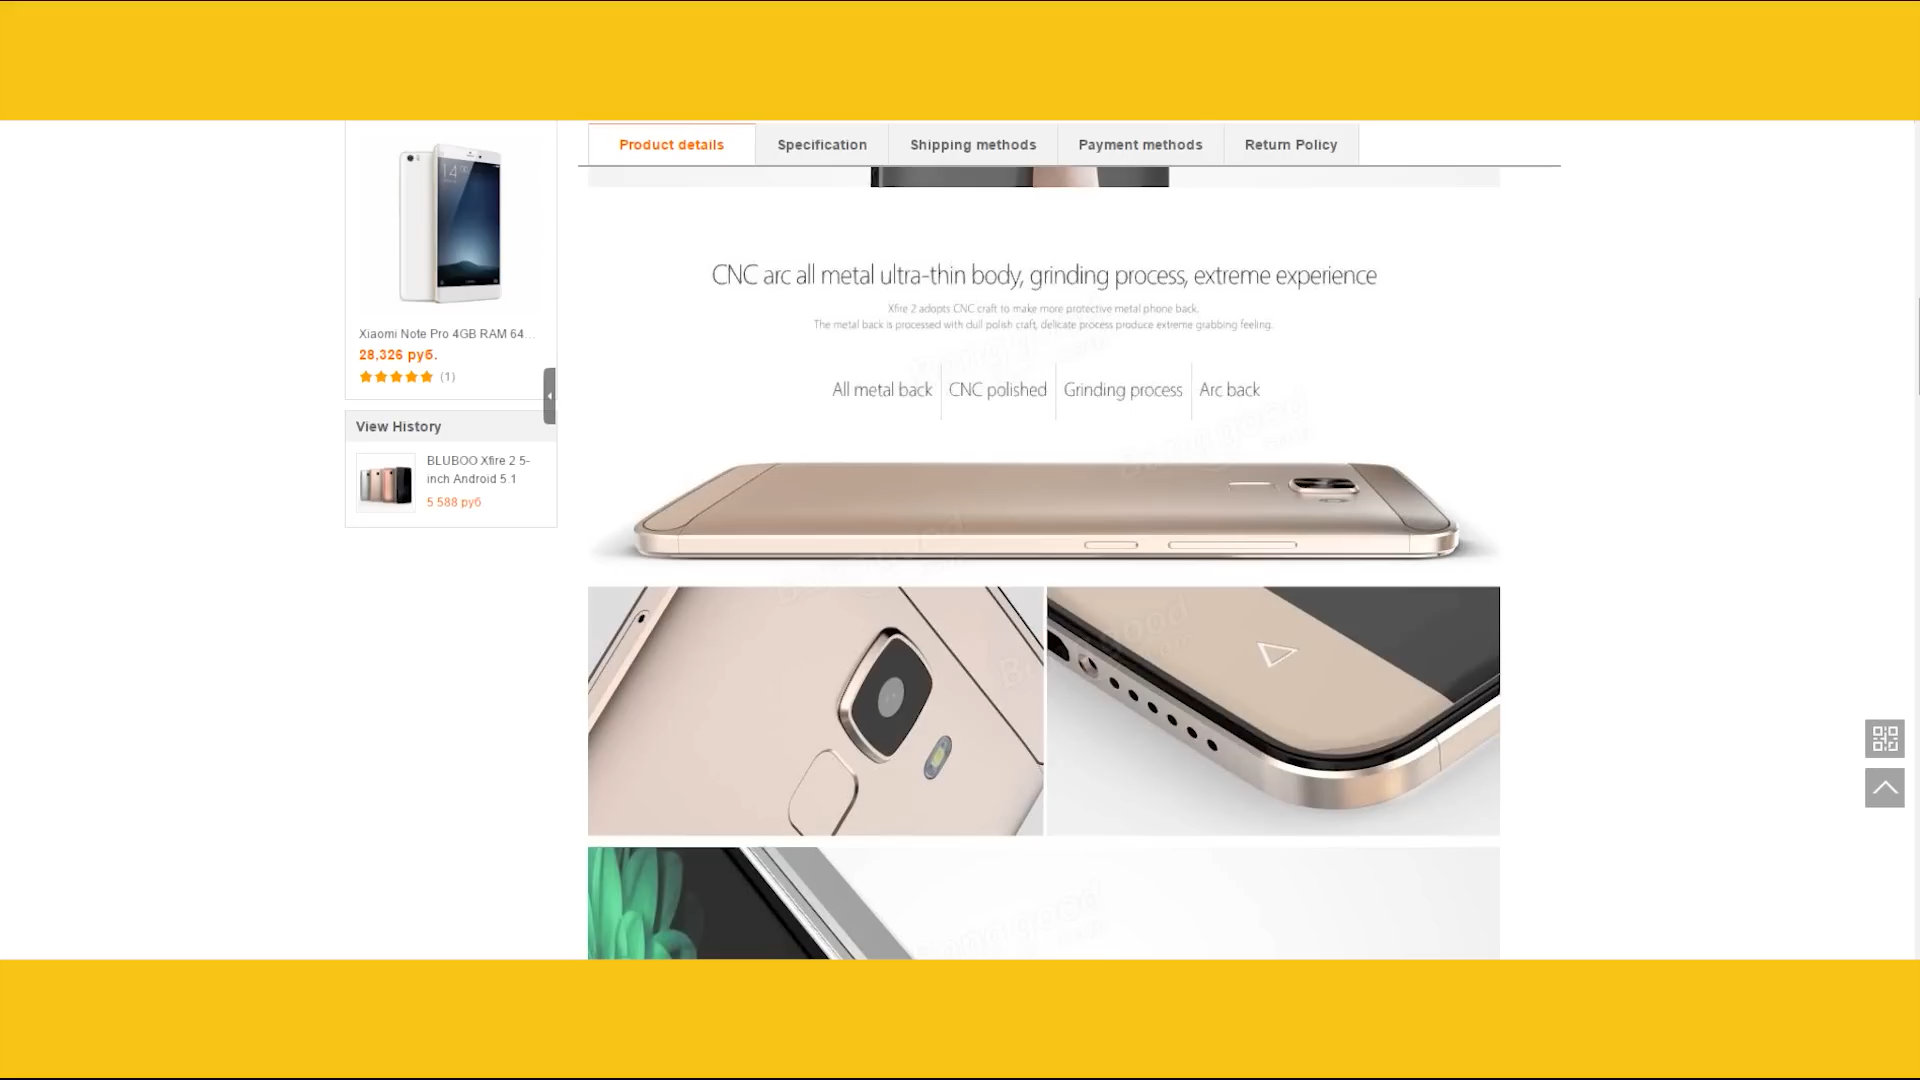 Product details
Specification
Shipping methods
Payment methods
Return Policy
14
Xiaomi Note Pro 4GB RAM 64...
28,326 руб.
(1)
View History
BLUBOO Xfire 2 5-
inch Android 5.1
5 588 руб
CNC arc all metal ultra-thin body, grinding process, extreme experience
Xfire 2 adopts CNC craft to make more protective metal phone back.
The metal back is processed with dull polish craft, delicate process produce extreme grabbing feeling.
All metal back
CNC polished
Grinding process
Arc back